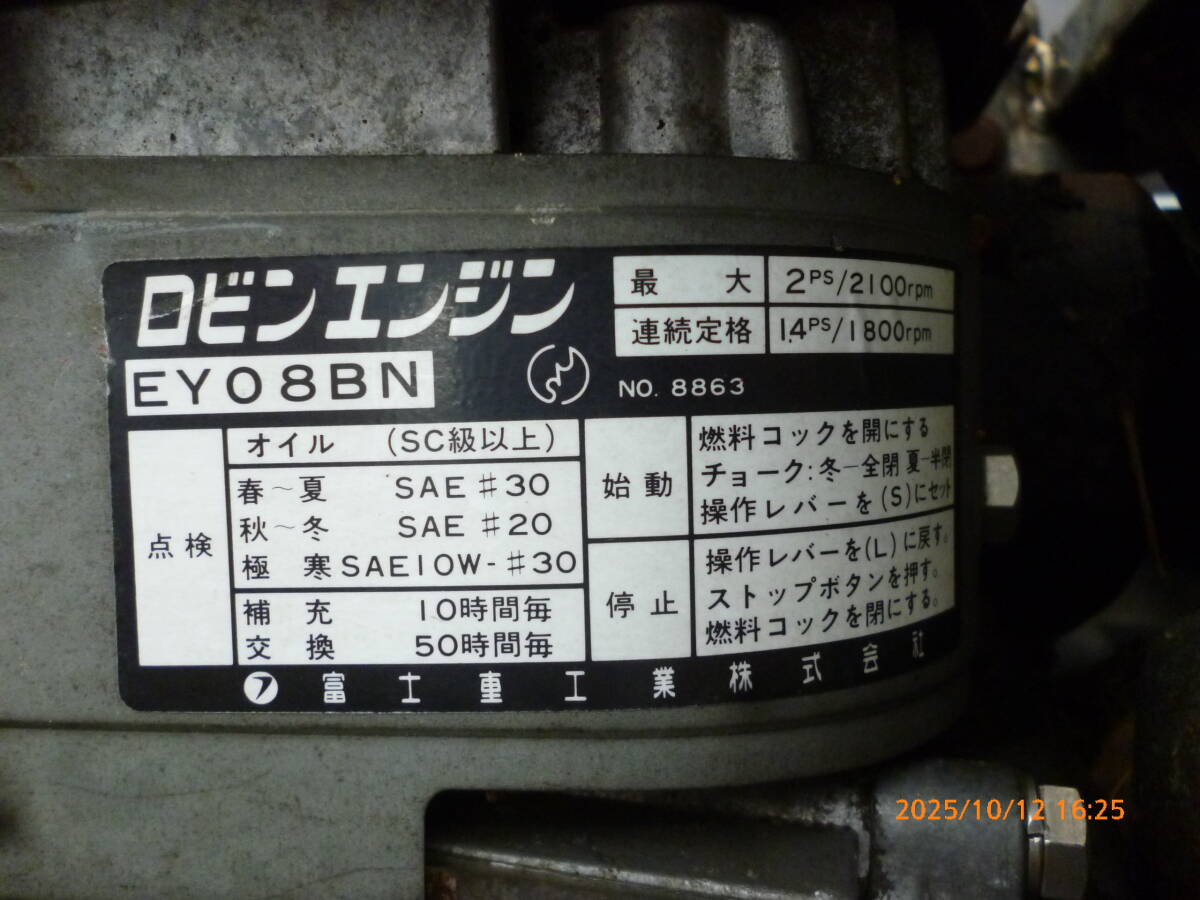 ロビンエンジン
EY08BN
最大 2PS/2100rpm
連続定格 1.4PS/1800rpm
NO. 8863
点検
オイル (SC級以上)
春～夏 SAE #30
秋～冬 SAE #20
極寒 SAE10W-#30
補充 10時間毎
交換 50時間毎
始動
燃料コックを開にする
チョーク:冬-全閉 夏-半閉
操作レバーを(S)にセット
停止
操作レバーを(L)に戻す。
ストップボタンを押す。
燃料コックを閉にする。
フ 富士重工業株式会社
2025/10/12 16:25